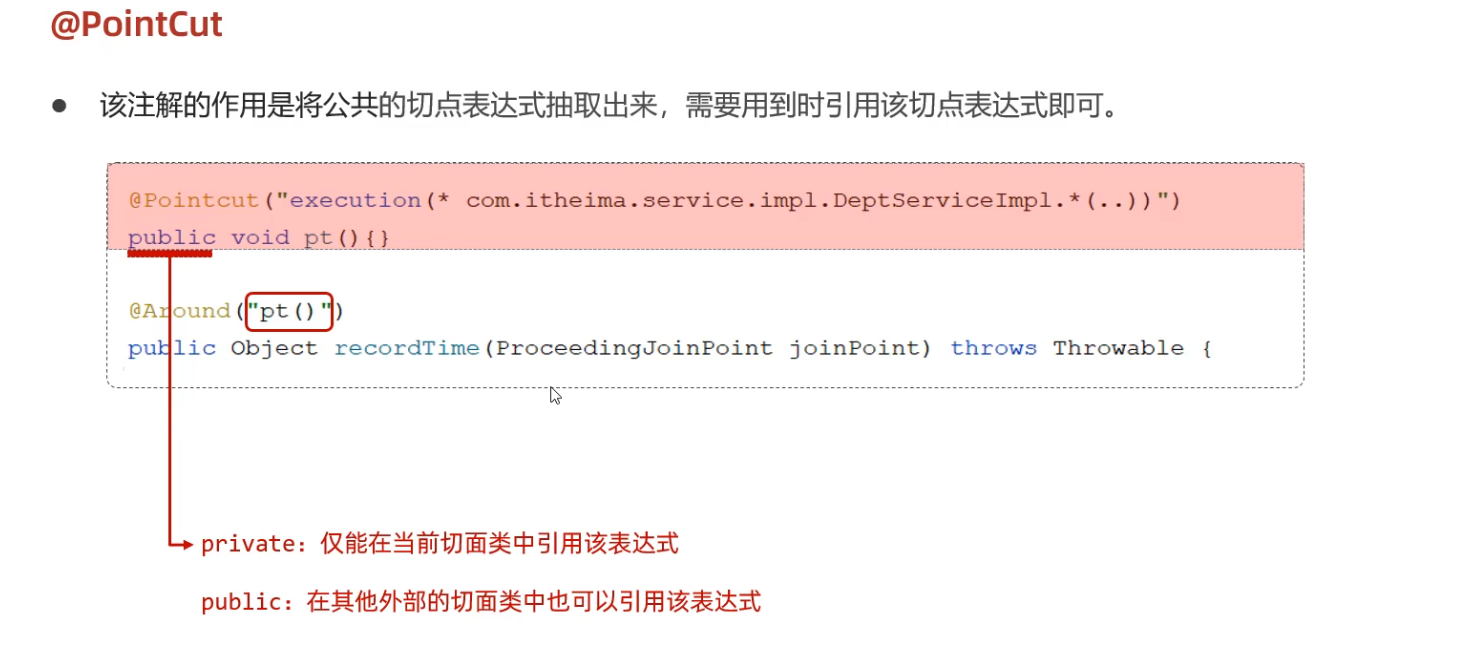 @PointCut
● 该注解的作用是将公共的切点表达式抽取出来，需要用到时引用该切点表达式即可。
@Pointcut("execution(* com.itheima.service.impl.DeptServiceImpl.*(..))")
public void pt(){}
@Around("pt()")
public Object recordTime(ProceedingJoinPoint joinPoint) throws Throwable {
private：仅能在当前切面类中引用该表达式
public：在其他外部的切面类中也可以引用该表达式